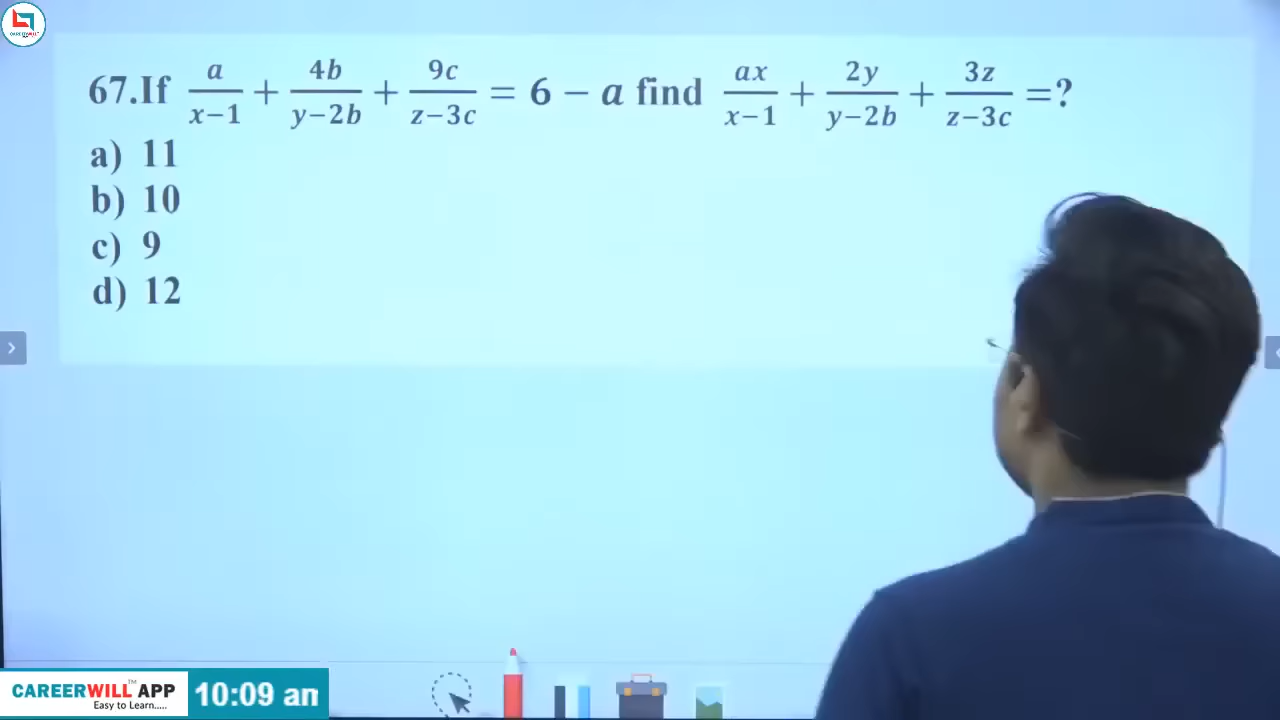 CAREERWILL
67.If a/x−1 + 4b/y−2b + 9c/z−3c = 6 − a find ax/x−1 + 2y/y−2b + 3z/z−3c =?
a) 11
b) 10
c) 9
d) 12
CAREERWILL™ APP
Easy to Learn.....
10:09 an